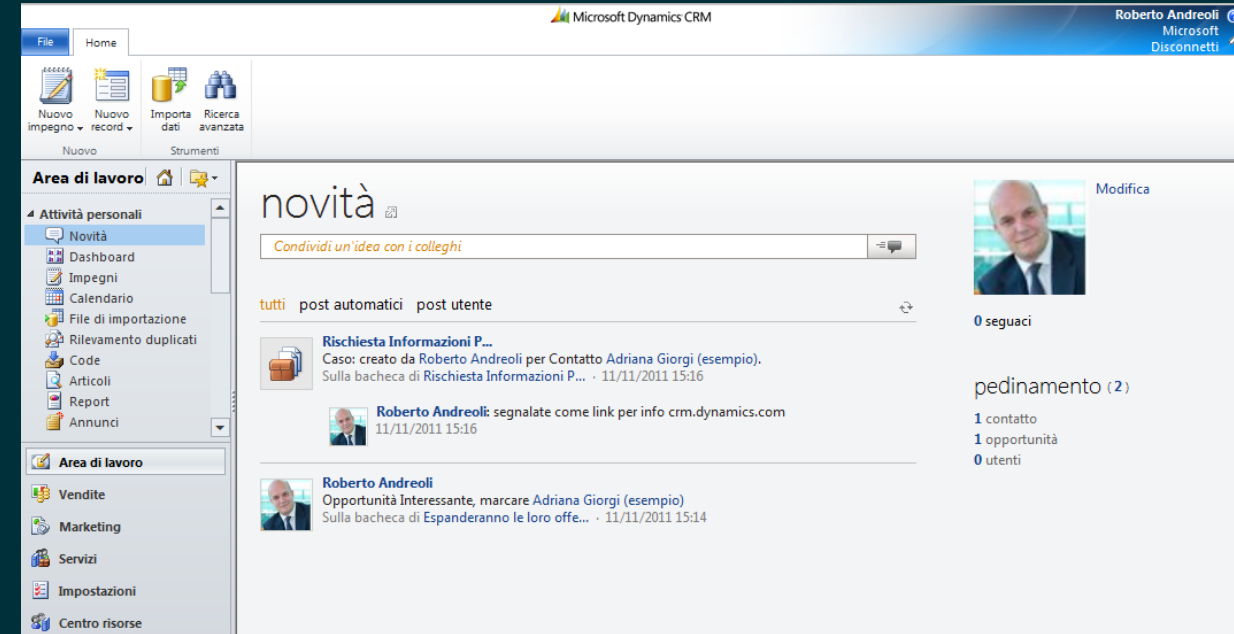 Microsoft Dynamics CRM
Roberto Andreoli
Microsoft
Disconnetti
File
Home
Nuovo impegno
Nuovo record
Importa dati
Ricerca avanzata
Nuovo
Strumenti
Area di lavoro
Attività personali
Novità
Dashboard
Impegni
Calendario
File di importazione
Rilevamento duplicati
Code
Articoli
Report
Annunci
Area di lavoro
Vendite
Marketing
Servizi
Impostazioni
Centro risorse
novità
Condividi un'idea con i colleghi
tutti post automatici post utente
Rischiesta Informazioni P...
Caso: creato da Roberto Andreoli per Contatto Adriana Giorgi (esempio).
Sulla bacheca di Rischiesta Informazioni P... · 11/11/2011 15:16
Roberto Andreoli: segnalate come link per info crm.dynamics.com
11/11/2011 15:16
Roberto Andreoli
Opportunità Interessante, marcare Adriana Giorgi (esempio)
Sulla bacheca di Espanderanno le loro offe... · 11/11/2011 15:14
Modifica
0 seguaci
pedinamento (2)
1 contatto
1 opportunità
0 utenti